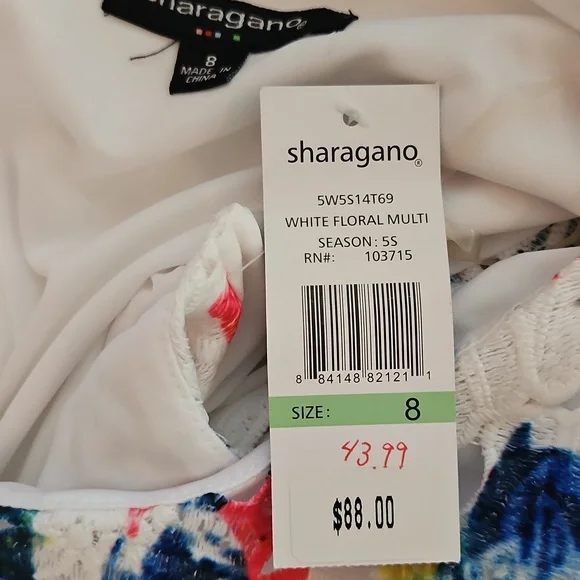 sharagano®
8
MADE IN
CHINA
sharagano®
5W5S14T69
WHITE FLORAL MULTI
SEASON: 5S
RN#: 103715
8 84148 82121 1
SIZE: 8
43.99
$88.00